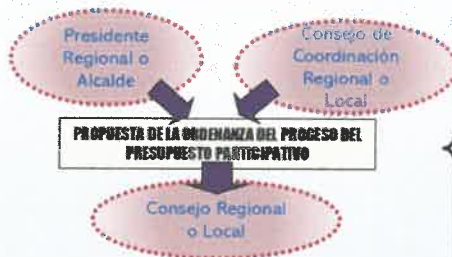 Presidente
Regional o
Alcalde
Consejo de
Coordinación
Regional o
Local
PROPUESTA DE LA ORDENANZA DEL PROCESO DEL
PRESUPUESTO PARTICIPATIVO
Consejo Regional
o Local